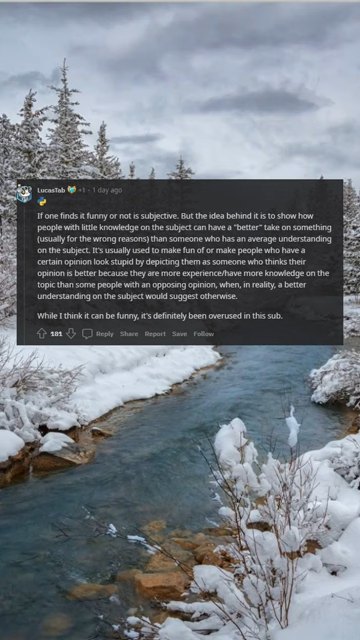 LucasTab +1 · 1 day ago
If one finds it funny or not is subjective. But the idea behind it is to show how
people with little knowledge on the subject can have a "better" take on something
(usually for the wrong reasons) than someone who has an average understanding
on the subject. It's usually used to make fun of or make people who have a
certain opinion look stupid by depicting them as someone who thinks their
opinion is better because they are more experience/have more knowledge on the
topic than some people with an opposing opinion, when, in reality, a better
understanding on the subject would suggest otherwise.
While I think it can be funny, it's definitely been overused in this sub.
181 Reply Share Report Save Follow